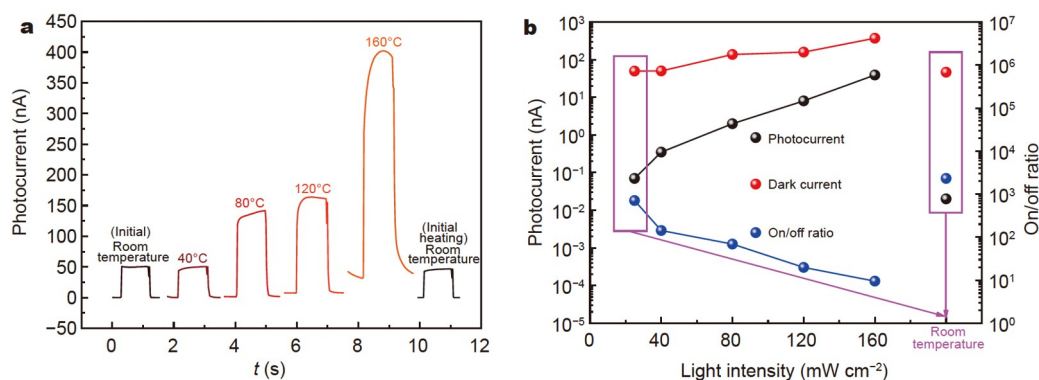 a
450
400
350
300
250
200
150
100
50
0
−50
Photocurrent (nA)
0
2
4
6
8
10
12
t (s)
(Initial)
Room
temperature
40°C
80°C
120°C
160°C
(Initial
heating)
Room
temperature
b
10³
10²
10¹
10⁰
10⁻¹
10⁻²
10⁻³
10⁻⁴
10⁻⁵
Photocurrent (nA)
Photocurrent
Dark current
On/off ratio
10⁷
10⁶
10⁵
10⁴
10³
10²
10¹
10⁰
On/off ratio
40
80
120
160
Room
temperature
Light intensity (mW cm⁻²)